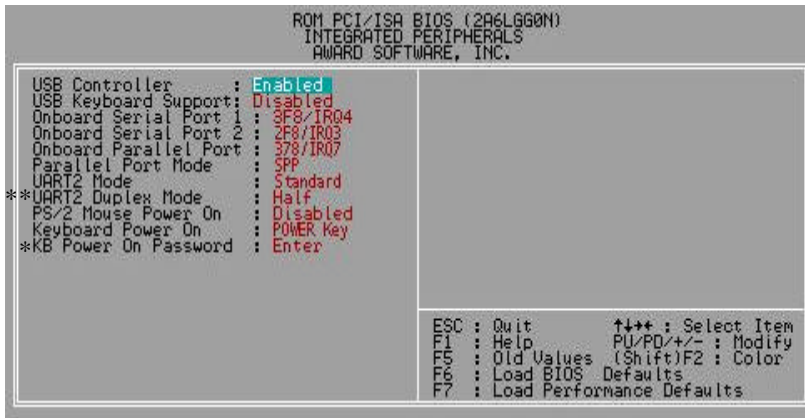 ROM PCI/ISA BIOS (2A6LGG0N)
INTEGRATED PERIPHERALS
AWARD SOFTWARE, INC.
USB Controller : Enabled
USB Keyboard Support: Disabled
Onboard Serial Port 1 : 3F8/IRQ4
Onboard Serial Port 2 : 2F8/IRQ3
Onboard Parallel Port : 378/IRQ7
Parallel Port Mode : SPP
UART2 Mode : Standard
**UART2 Duplex Mode : Half
PS/2 Mouse Power On : Disabled
Keyboard Power On : POWER Key
*KB Power On Password : Enter
ESC : Quit ↑↓→← : Select Item
F1 : Help PU/PD/+/- : Modify
F5 : Old Values (Shift)F2 : Color
F6 : Load BIOS Defaults
F7 : Load Performance Defaults